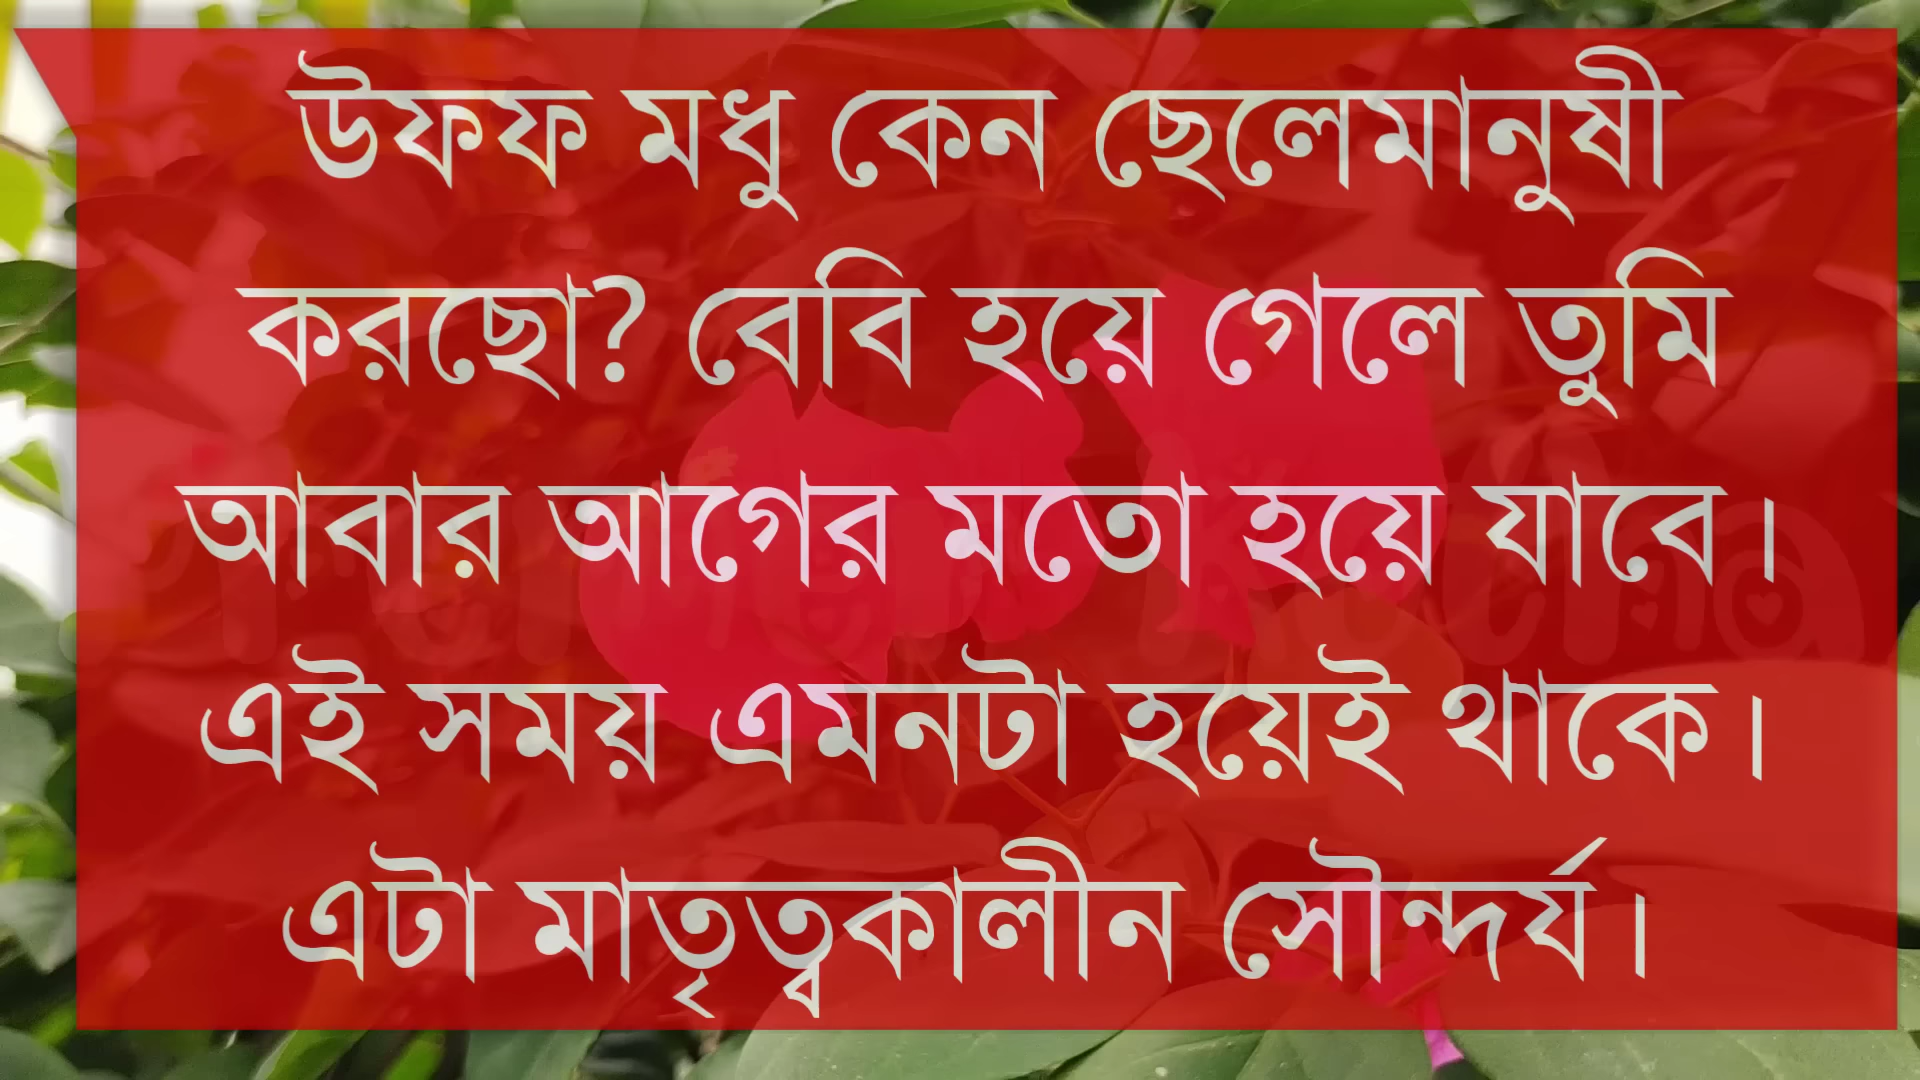 উফফ মধু কেন ছেলেমানুষী
করছো? বেবি হয়ে গেলে তুমি
আবার আগের মতো হয়ে যাবে।
এই সময় এমনটা হয়েই থাকে।
এটা মাতৃত্বকালীন সৌন্দর্য।